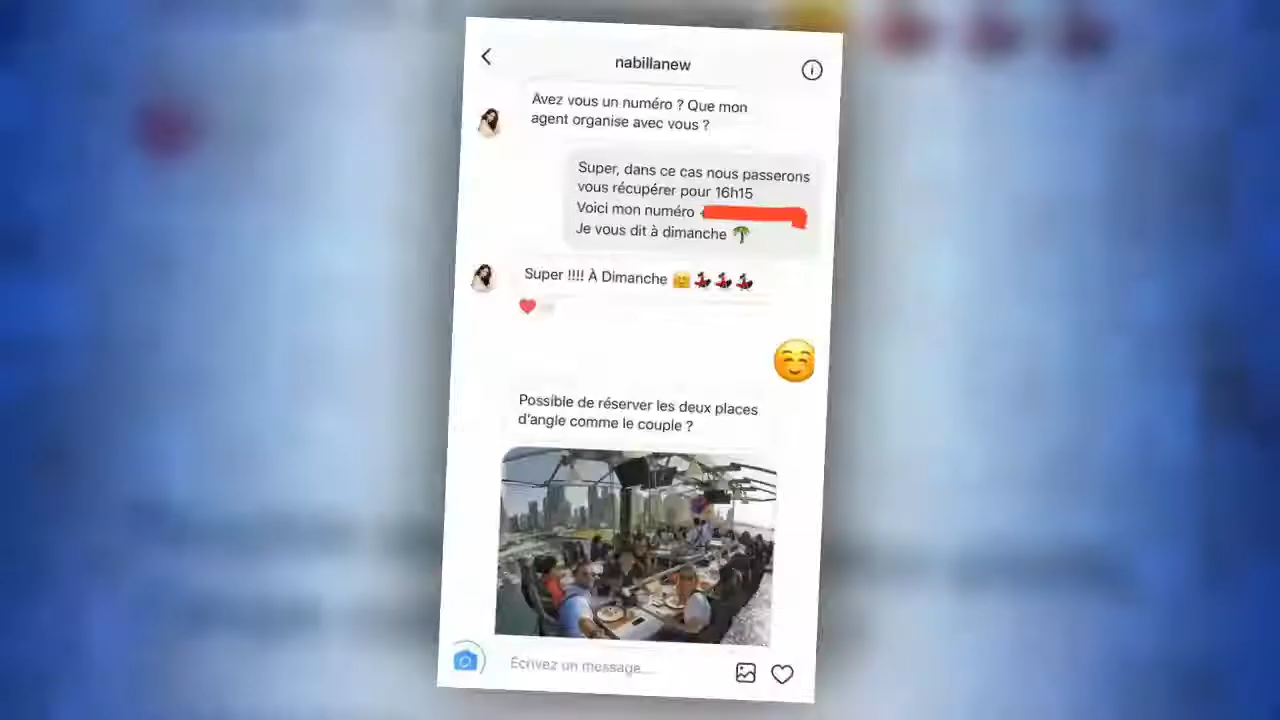 nabillanew
Avez vous un numéro ? Que mon
agent organise avec vous ?
Super, dans ce cas nous passerons
vous récupérer pour 16h15
Voici mon numéro
Je vous dit à dimanche 🌴
Super !!!! À Dimanche ☺️💃💃💃
Possible de réserver les deux places
d'angle comme le couple ?
Écrivez un message...